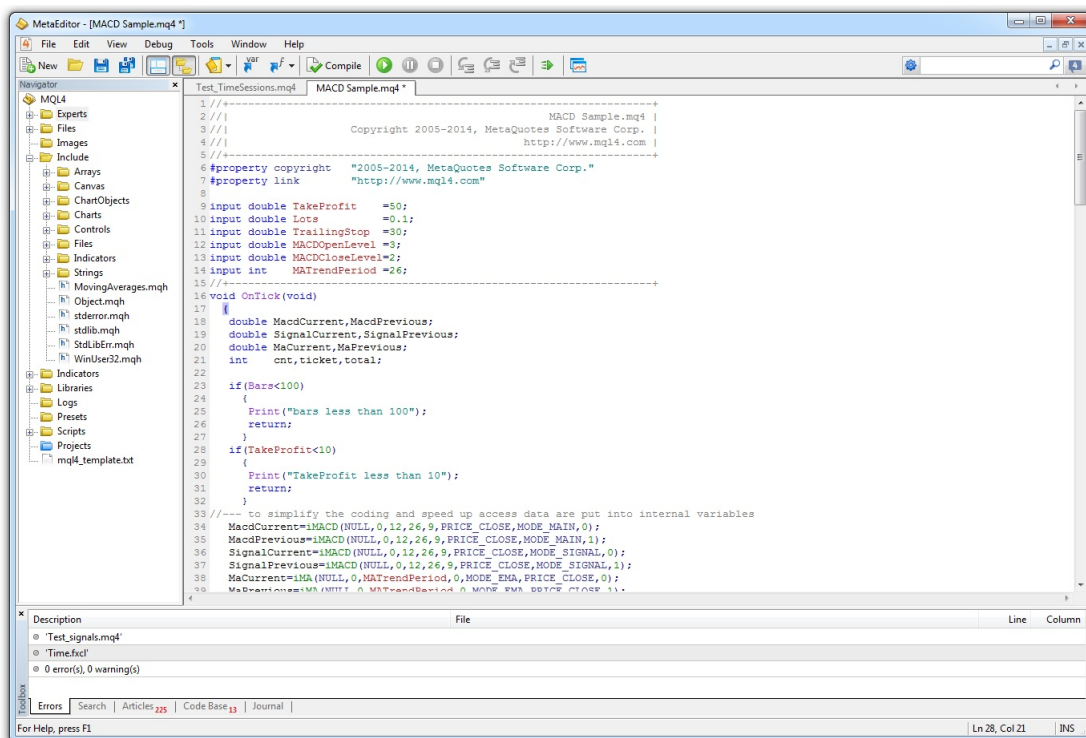 MetaEditor - [MACD Sample.mq4 *]
File Edit View Debug Tools Window Help
New var f Compile 4
Navigator
Test_TimeSessions.mq4 MACD Sample.mq4 *
MQL4
Experts
Files
Images
Include
Arrays
Canvas
ChartObjects
Charts
Controls
Files
Indicators
Strings
MovingAverages.mqh
Object.mqh
stderror.mqh
stdlib.mqh
StdLibErr.mqh
WinUser32.mqh
Indicators
Libraries
Logs
Presets
Scripts
Projects
mql4_template.txt
1 //+------------------------------------------------------------------+
2 //| MACD Sample.mq4 |
3 //| Copyright 2005-2014, MetaQuotes Software Corp. |
4 //| http://www.mql4.com |
5 //+------------------------------------------------------------------+
6 #property copyright "2005-2014, MetaQuotes Software Corp."
7 #property link "http://www.mql4.com"
8
9 input double TakeProfit =50;
10 input double Lots =0.1;
11 input double TrailingStop =30;
12 input double MACDOpenLevel =3;
13 input double MACDCloseLevel=2;
14 input int MATrendPeriod =26;
15 //+------------------------------------------------------------------+
16 void OnTick(void)
17 {
18 double MacdCurrent,MacdPrevious;
19 double SignalCurrent,SignalPrevious;
20 double MaCurrent,MaPrevious;
21 int cnt,ticket,total;
22
23 if(Bars<100)
24 {
25 Print("bars less than 100");
26 return;
27 }
28 if(TakeProfit<10)
29 {
30 Print("TakeProfit less than 10");
31 return;
32 }
33 //--- to simplify the coding and speed up access data are put into internal variables
34 MacdCurrent=iMACD(NULL,0,12,26,9,PRICE_CLOSE,MODE_MAIN,0);
35 MacdPrevious=iMACD(NULL,0,12,26,9,PRICE_CLOSE,MODE_MAIN,1);
36 SignalCurrent=iMACD(NULL,0,12,26,9,PRICE_CLOSE,MODE_SIGNAL,0);
37 SignalPrevious=iMACD(NULL,0,12,26,9,PRICE_CLOSE,MODE_SIGNAL,1);
38 MaCurrent=iMA(NULL,0,MATrendPeriod,0,MODE_EMA,PRICE_CLOSE,0);
39 MaPrevious=iMA(NULL,0,MATrendPeriod,0,MODE_EMA,PRICE_CLOSE,1);
Description File Line Column
'Test_signals.mq4'
'Time.fxcl'
0 error(s), 0 warning(s)
Toolbox
Errors | Search | Articles 225 | Code Base 13 | Journal |
For Help, press F1 Ln 28, Col 21 INS